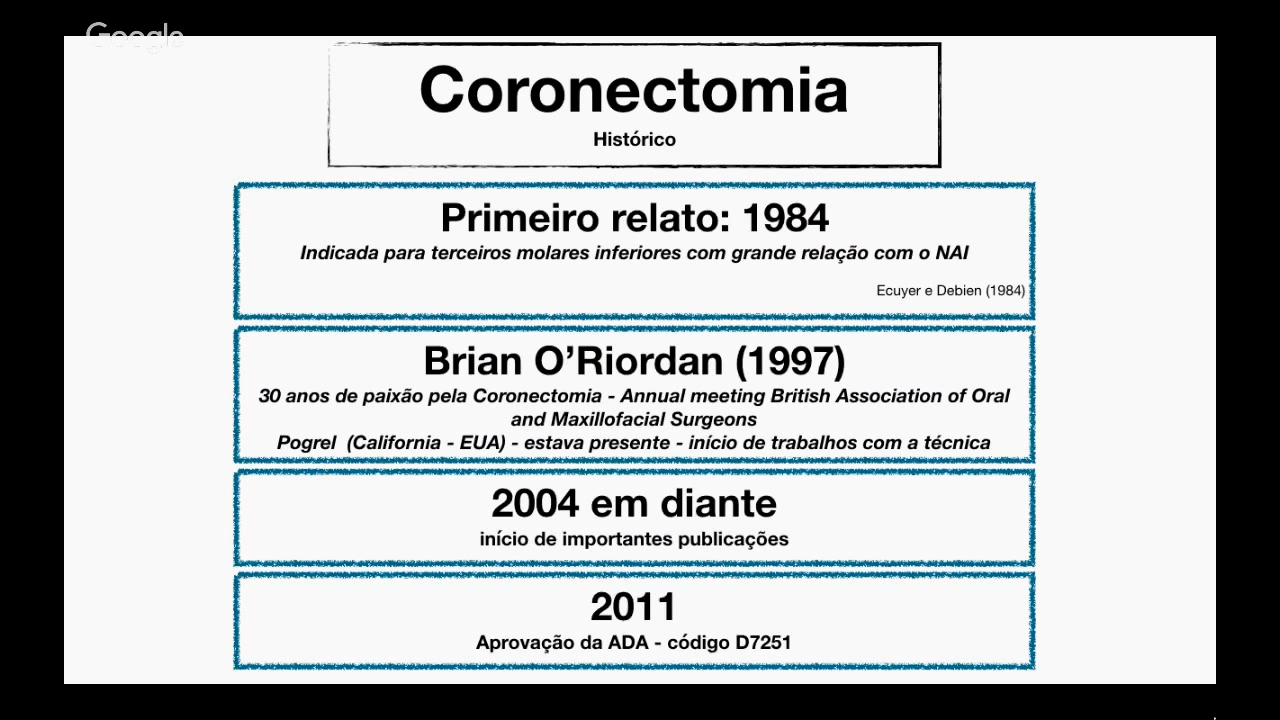 Google
Coronectomia
Histórico
Primeiro relato: 1984
Indicada para terceiros molares inferiores com grande relação com o NAI
Ecuyer e Debien (1984)
Brian O’Riordan (1997)
30 anos de paixão pela Coronectomia - Annual meeting British Association of Oral
and Maxillofacial Surgeons
Pogrel (California - EUA) - estava presente - início de trabalhos com a técnica
2004 em diante
início de importantes publicações
2011
Aprovação da ADA - código D7251